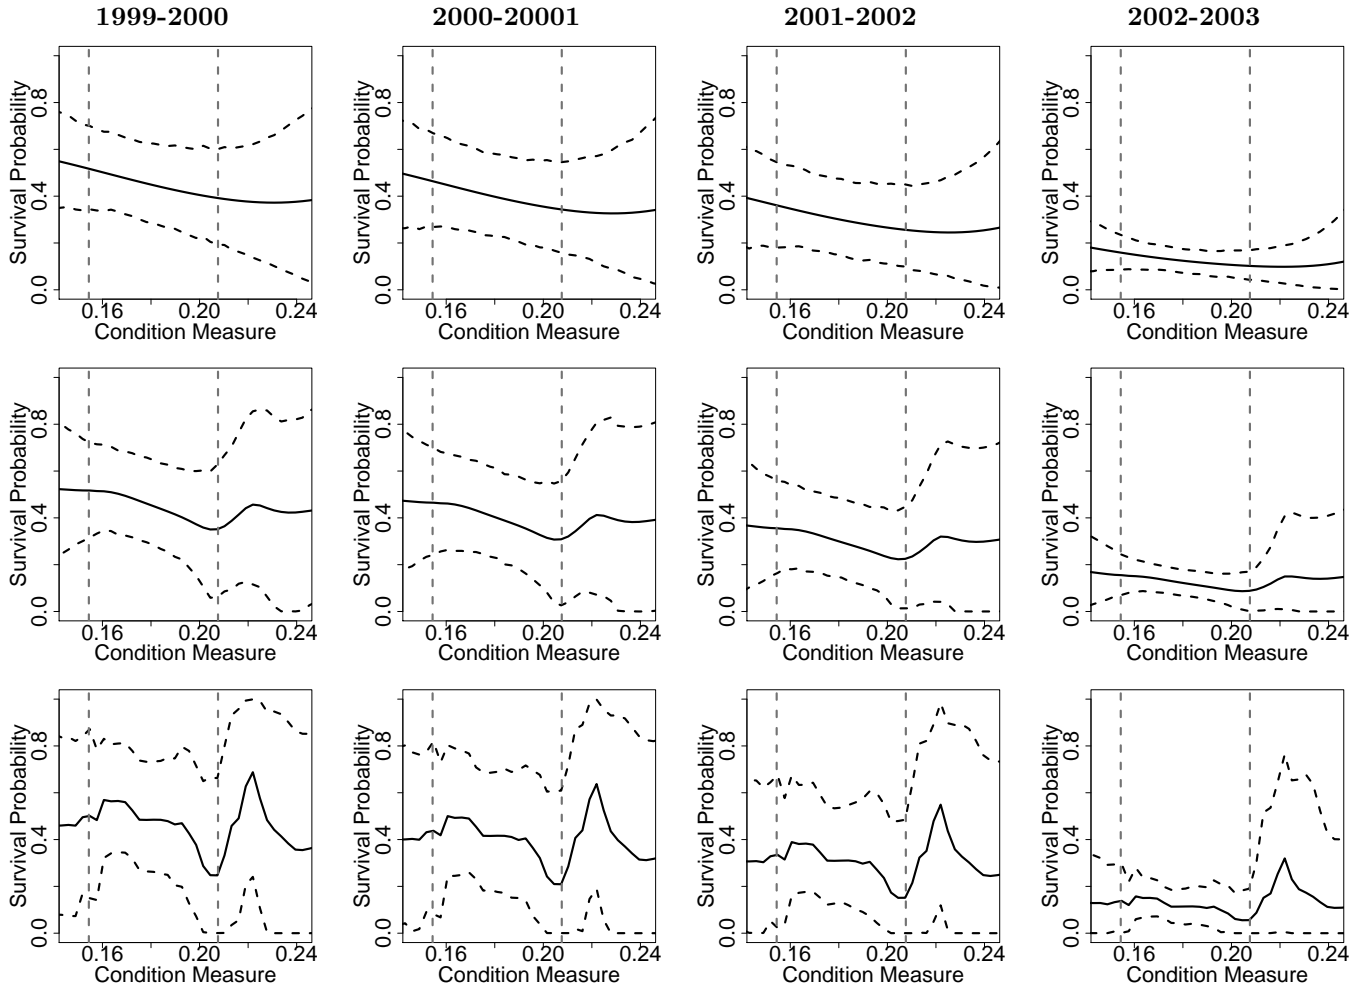 1999-2000 2000-20001 2001-2002 2002-2003
Survival Probability Survival Probability Survival Probability Survival Probability
0.8 0.8 0.8 0.8
0.4 0.4 0.4 0.4
0.0 0.0 0.0 0.0
0.16 0.20 0.24 0.16 0.20 0.24 0.16 0.20 0.24 0.16 0.20 0.24
Condition Measure Condition Measure Condition Measure Condition Measure
Survival Probability Survival Probability Survival Probability Survival Probability
0.8 0.8 0.8 0.8
0.4 0.4 0.4 0.4
0.0 0.0 0.0 0.0
0.16 0.20 0.24 0.16 0.20 0.24 0.16 0.20 0.24 0.16 0.20 0.24
Condition Measure Condition Measure Condition Measure Condition Measure
Survival Probability Survival Probability Survival Probability Survival Probability
0.8 0.8 0.8 0.8
0.4 0.4 0.4 0.4
0.0 0.0 0.0 0.0
0.16 0.20 0.24 0.16 0.20 0.24 0.16 0.20 0.24 0.16 0.20 0.24
Condition Measure Condition Measure Condition Measure Condition Measure